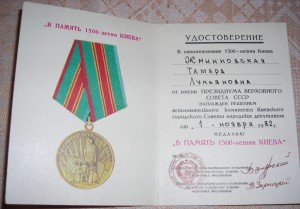 "В ПАМЯТЬ 1500-летия КИЕВА"
УДОСТОВЕРЕНИЕ
В ознаменование 1500-летия Киева
Жминковская
Тамара
Лукьяновна
от имени ПРЕЗИДИУМА ВЕРХОВНОГО
СОВЕТА СССР
НАГРАЖДЕН РЕШЕНИЕМ
исполнительного комитета Киевского
городского Совета народных депутатов
от "1" ноября 1982 г.
МЕДАЛЬЮ
"В ПАМЯТЬ 1500-летия КИЕВА"